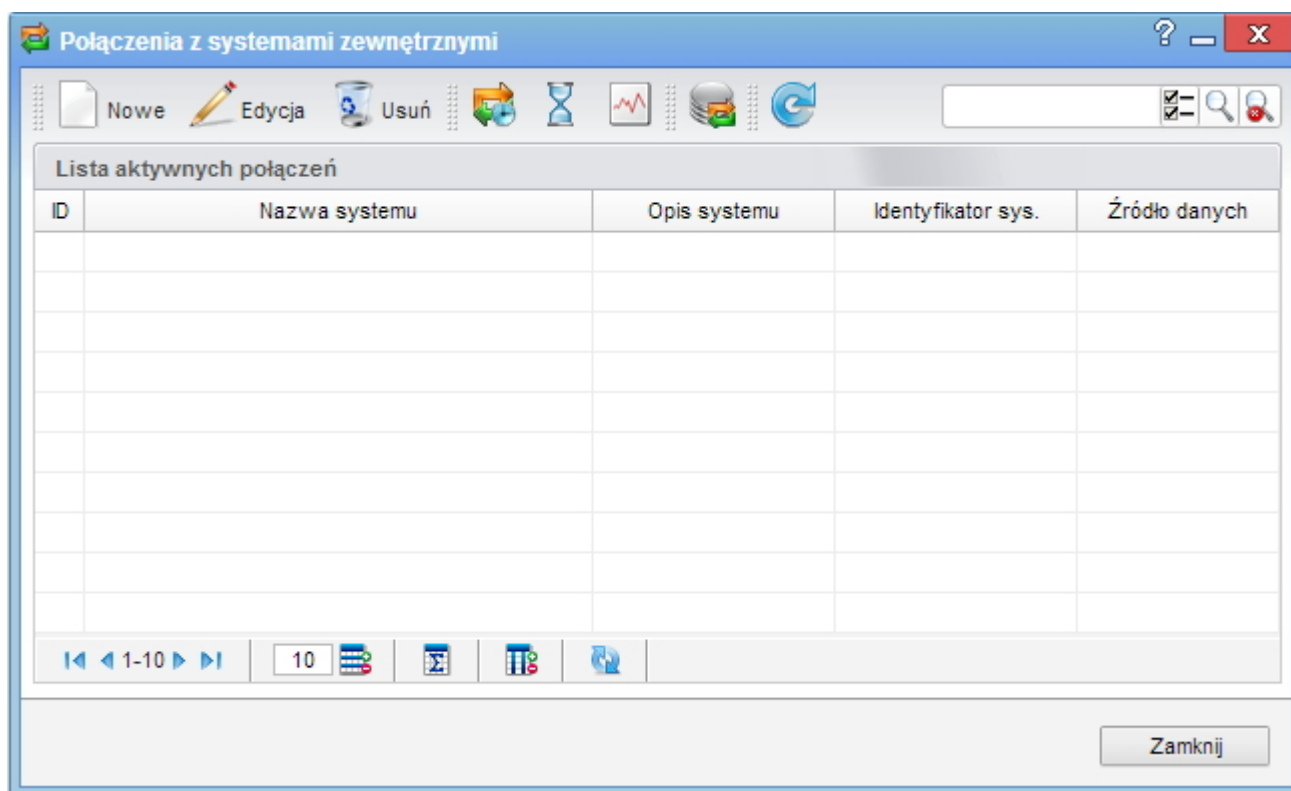 Połączenia z systemami zewnętrznymi
Nowe Edycja Usuń
Lista aktywnych połączeń
ID Nazwa systemu Opis systemu Identyfikator sys. Źródło danych
1-10 10
Zamknij